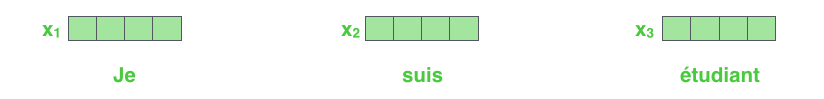 x₁ x₂ x₃
Je suis étudiant